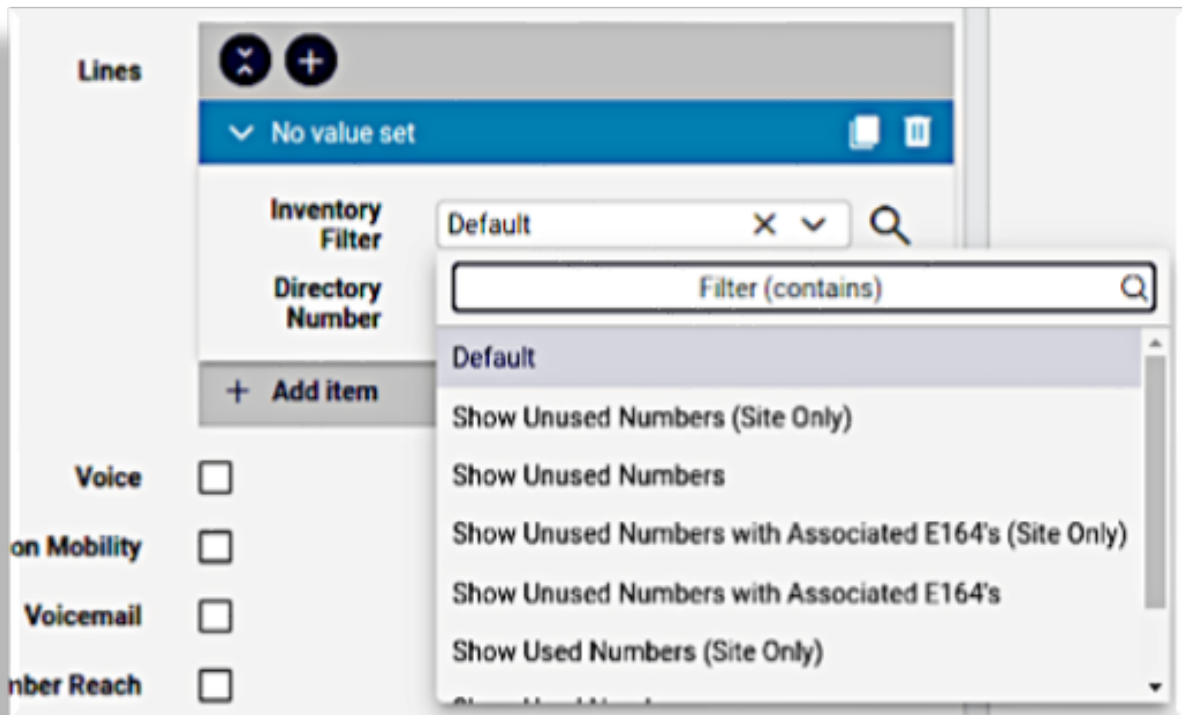 Lines
No value set
Inventory
Filter
Default
Filter (contains)
Directory
Number
Default
Show Unused Numbers (Site Only)
+ Add item
Show Unused Numbers
Show Unused Numbers with Associated E164's (Site Only)
Show Unused Numbers with Associated E164's
Show Used Numbers (Site Only)
Voice
on Mobility
Voicemail
nber Reach